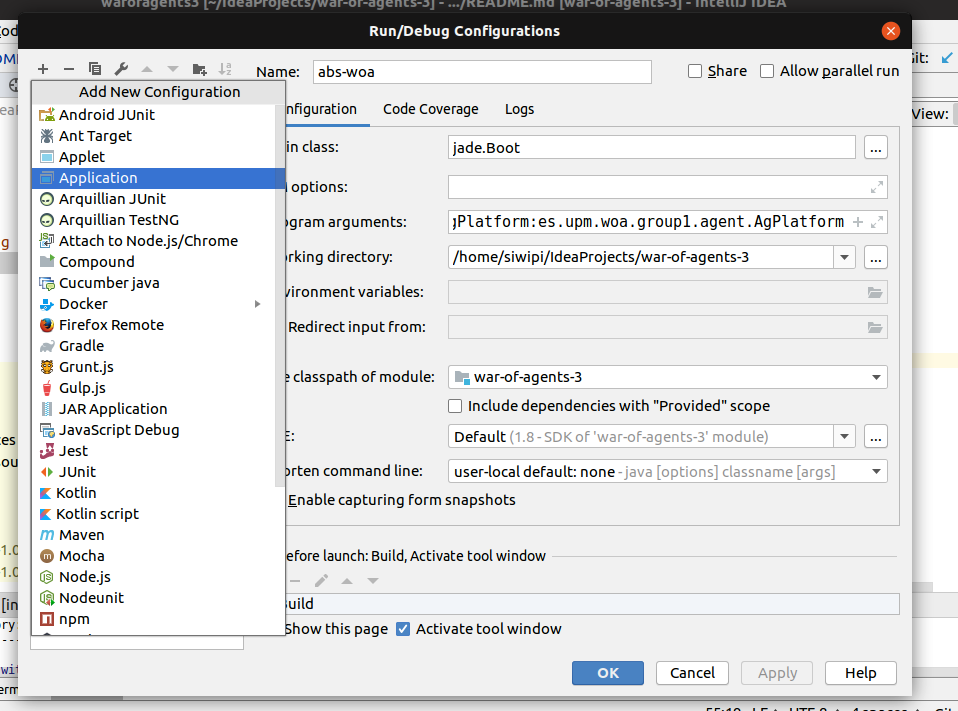 waroragents3 [~/IdeaProjects/war-of-agents-3] - .../README.md [war-of-agents-3] - IntelliJ IDEA
Run/Debug Configurations
Name: abs-woa Share Allow parallel run
Git:
View:
Add New Configuration
Android JUnit
Ant Target
Applet
Application
Arquillian JUnit
Arquillian TestNG
Attach to Node.js/Chrome
Compound
Cucumber java
Docker
Firefox Remote
Gradle
Grunt.js
Gulp.js
JAR Application
JavaScript Debug
Jest
JUnit
Kotlin
Kotlin script
Maven
Mocha
Node.js
Nodeunit
npm
nfiguration Code Coverage Logs
in class: jade.Boot ...
options:
ogram arguments: gPlatform:es.upm.woa.group1.agent.AgPlatform
orking directory: /home/siwipi/IdeaProjects/war-of-agents-3 ...
vironment variables:
Redirect input from:
e classpath of module: war-of-agents-3
Include dependencies with "Provided" scope
E: Default (1.8 - SDK of 'war-of-agents-3' module) ...
orten command line: user-local default: none - java [options] classname [args]
Enable capturing form snapshots
efore launch: Build, Activate tool window
Build
Show this page Activate tool window
OK Cancel Apply Help